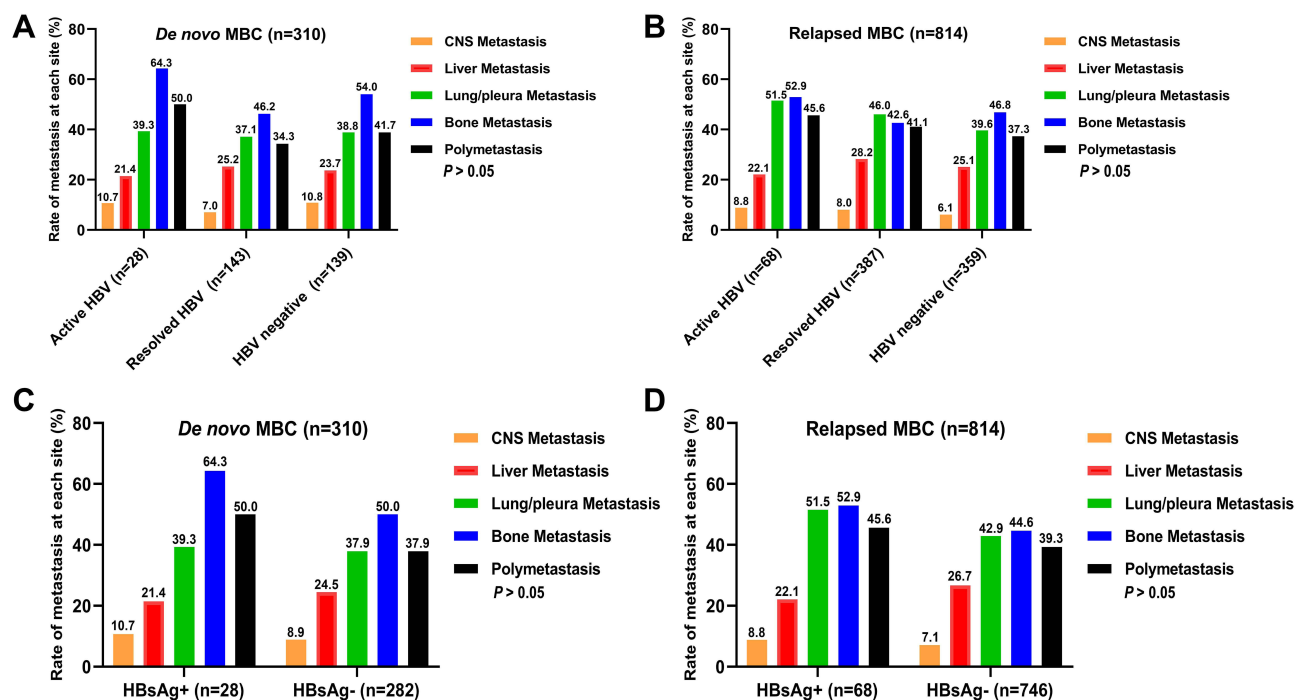 A
De novo MBC (n=310)
Rate of metastasis at each site (%)
80
60
40
20
0
10.7
21.4
39.3
64.3
50.0
7.0
25.2
37.1
46.2
34.3
10.8
23.7
38.8
54.0
41.7
Active HBV (n=28)
Resolved HBV (n=143)
HBV negative (n=139)
CNS Metastasis
Liver Metastasis
Lung/pleura Metastasis
Bone Metastasis
Polymetastasis
P > 0.05
B
Relapsed MBC (n=814)
Rate of metastasis at each site (%)
80
60
40
20
0
8.8
22.1
51.5
52.9
45.6
8.0
28.2
46.0
42.6
41.1
6.1
25.1
39.6
46.8
37.3
Active HBV (n=68)
Resolved HBV (n=387)
HBV negative (n=359)
CNS Metastasis
Liver Metastasis
Lung/pleura Metastasis
Bone Metastasis
Polymetastasis
P > 0.05
C
De novo MBC (n=310)
Rate of metastasis at each site (%)
80
60
40
20
0
10.7
21.4
39.3
64.3
50.0
8.9
24.5
37.9
50.0
37.9
HBsAg+ (n=28)
HBsAg- (n=282)
CNS Metastasis
Liver Metastasis
Lung/pleura Metastasis
Bone Metastasis
Polymetastasis
P > 0.05
D
Relapsed MBC (n=814)
Rate of metastasis at each site (%)
80
60
40
20
0
8.8
22.1
51.5
52.9
45.6
7.1
26.7
42.9
44.6
39.3
HBsAg+ (n=68)
HBsAg- (n=746)
CNS Metastasis
Liver Metastasis
Lung/pleura Metastasis
Bone Metastasis
Polymetastasis
P > 0.05